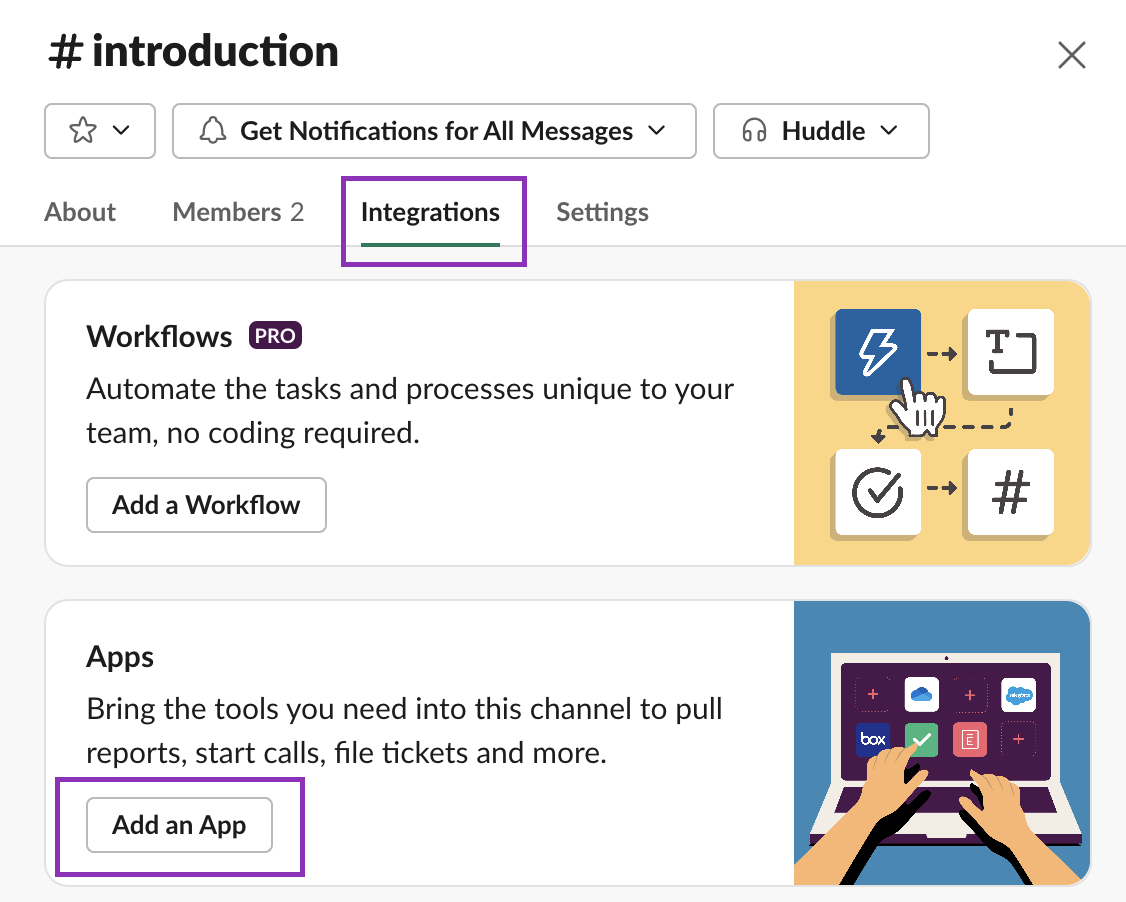 # introduction
Get Notifications for All Messages
Huddle
About
Members 2
Integrations
Settings
Workflows PRO
Automate the tasks and processes unique to your
team, no coding required.
Add a Workflow
T
#
Apps
Bring the tools you need into this channel to pull
reports, start calls, file tickets and more.
Add an App
salesforce
box
E